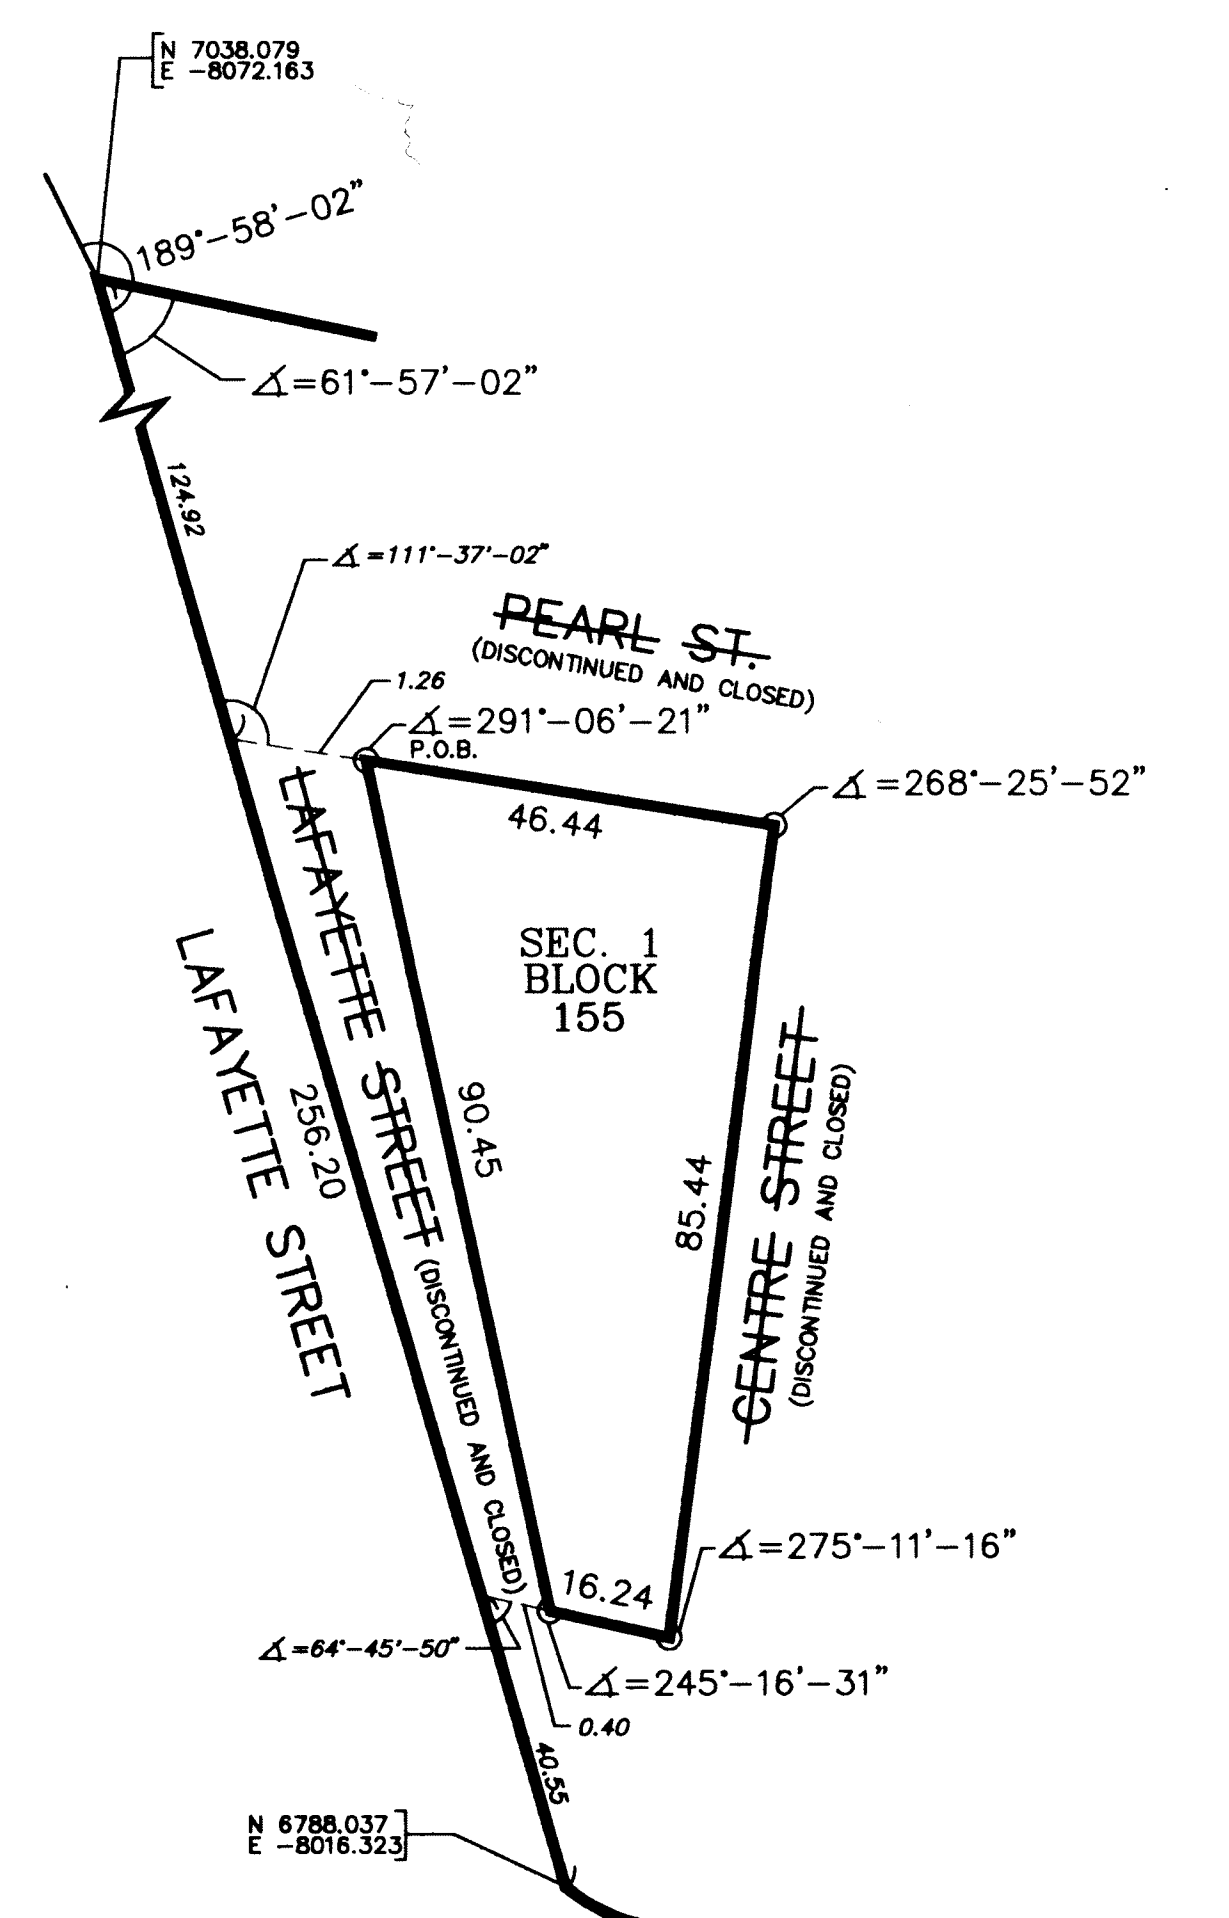 N 7038.079
E -8072.163
189°-58'-02"
∡=61°-57'-02"
124.92
∡=111°-37'-02"
PEARL ST.
(DISCONTINUED AND CLOSED)
1.26
∡=291°-06'-21"
P.O.B.
∡=268°-25'-52"
46.44
LAFAYETTE STREET (DISCONTINUED AND CLOSED)
SEC. 1
BLOCK
155
LAFAYETTE STREET
256.20
90.45
85.44
CENTRE STREET
(DISCONTINUED AND CLOSED)
∡=275°-11'-16"
16.24
∡=64°-45'-50"
∡=245°-16'-31"
0.40
40.55
N 6788.037
E -8016.323